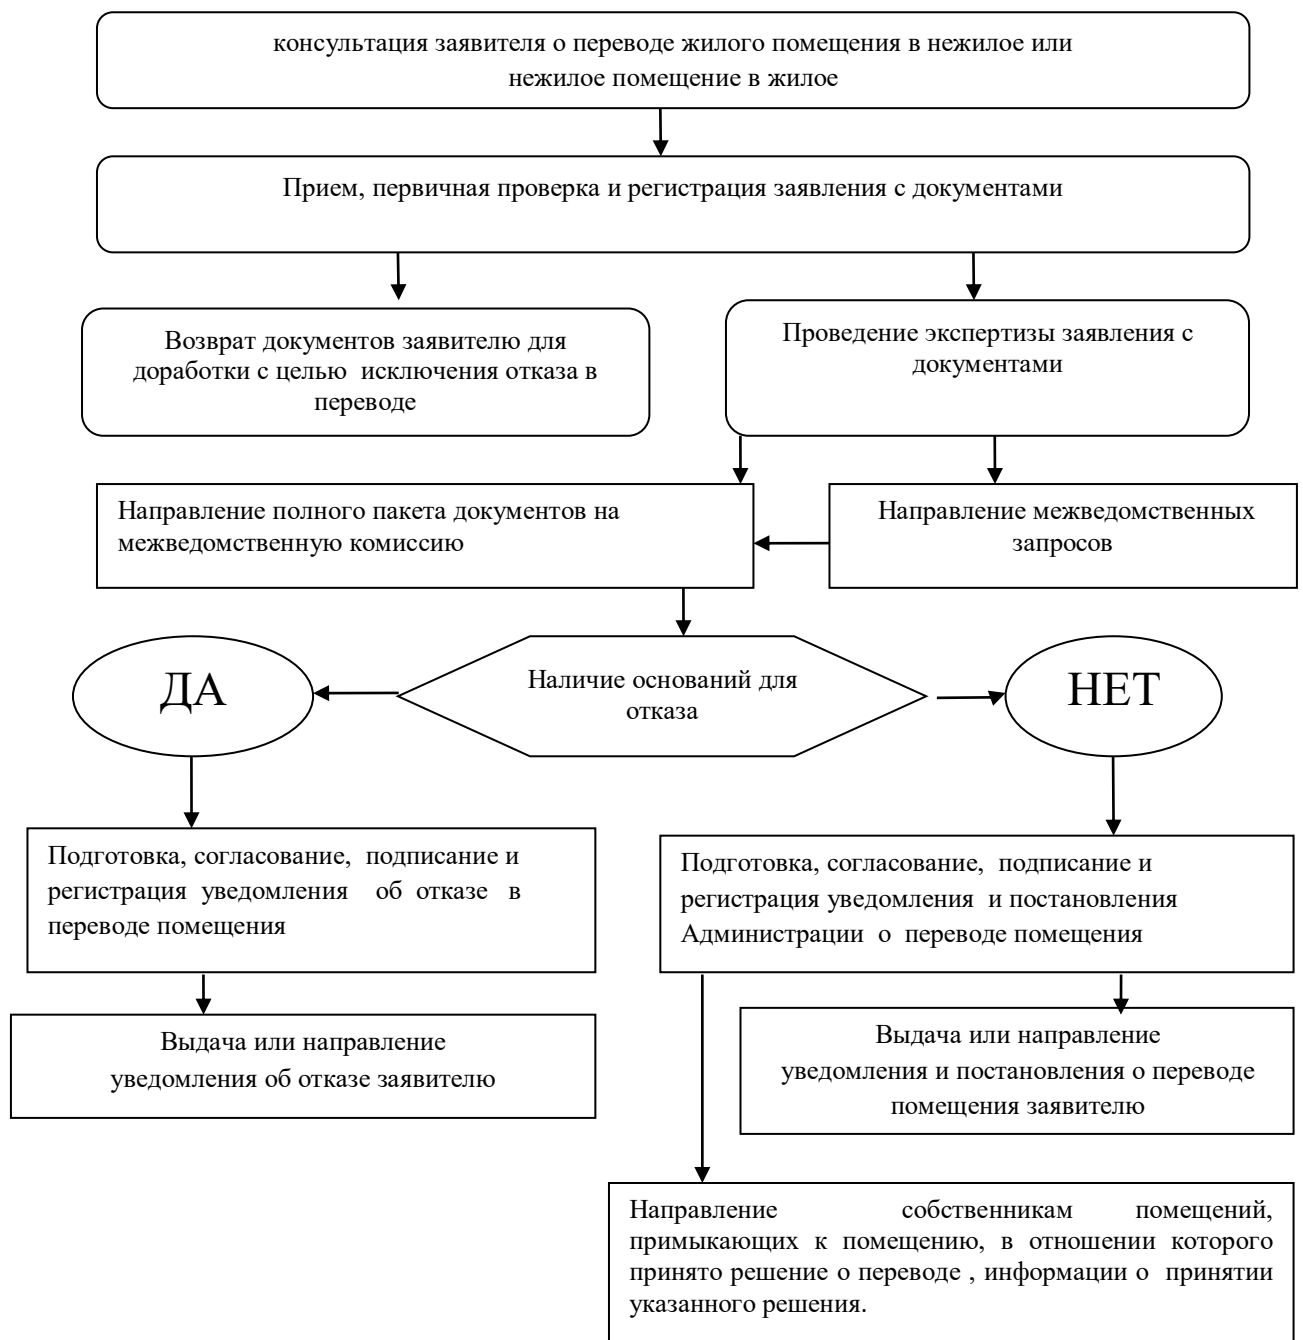 консультация заявителя о переводе жилого помещения в нежилое или
нежилое помещение в жилое
Прием, первичная проверка и регистрация заявления с документами
Возврат документов заявителю для
доработки с целью исключения отказа в
переводе
Проведение экспертизы заявления с
документами
Направление полного пакета документов на
межведомственную комиссию
Направление межведомственных
запросов
ДА
Наличие оснований для
отказа
НЕТ
Подготовка, согласование, подписание и
регистрация уведомления об отказе в
переводе помещения
Подготовка, согласование, подписание и
регистрация уведомления и постановления
Администрации о переводе помещения
Выдача или направление
уведомления об отказе заявителю
Выдача или направление
уведомления и постановления о переводе
помещения заявителю
Направление собственникам помещений,
примыкающих к помещению, в отношении которого
принято решение о переводе , информации о принятии
указанного решения.